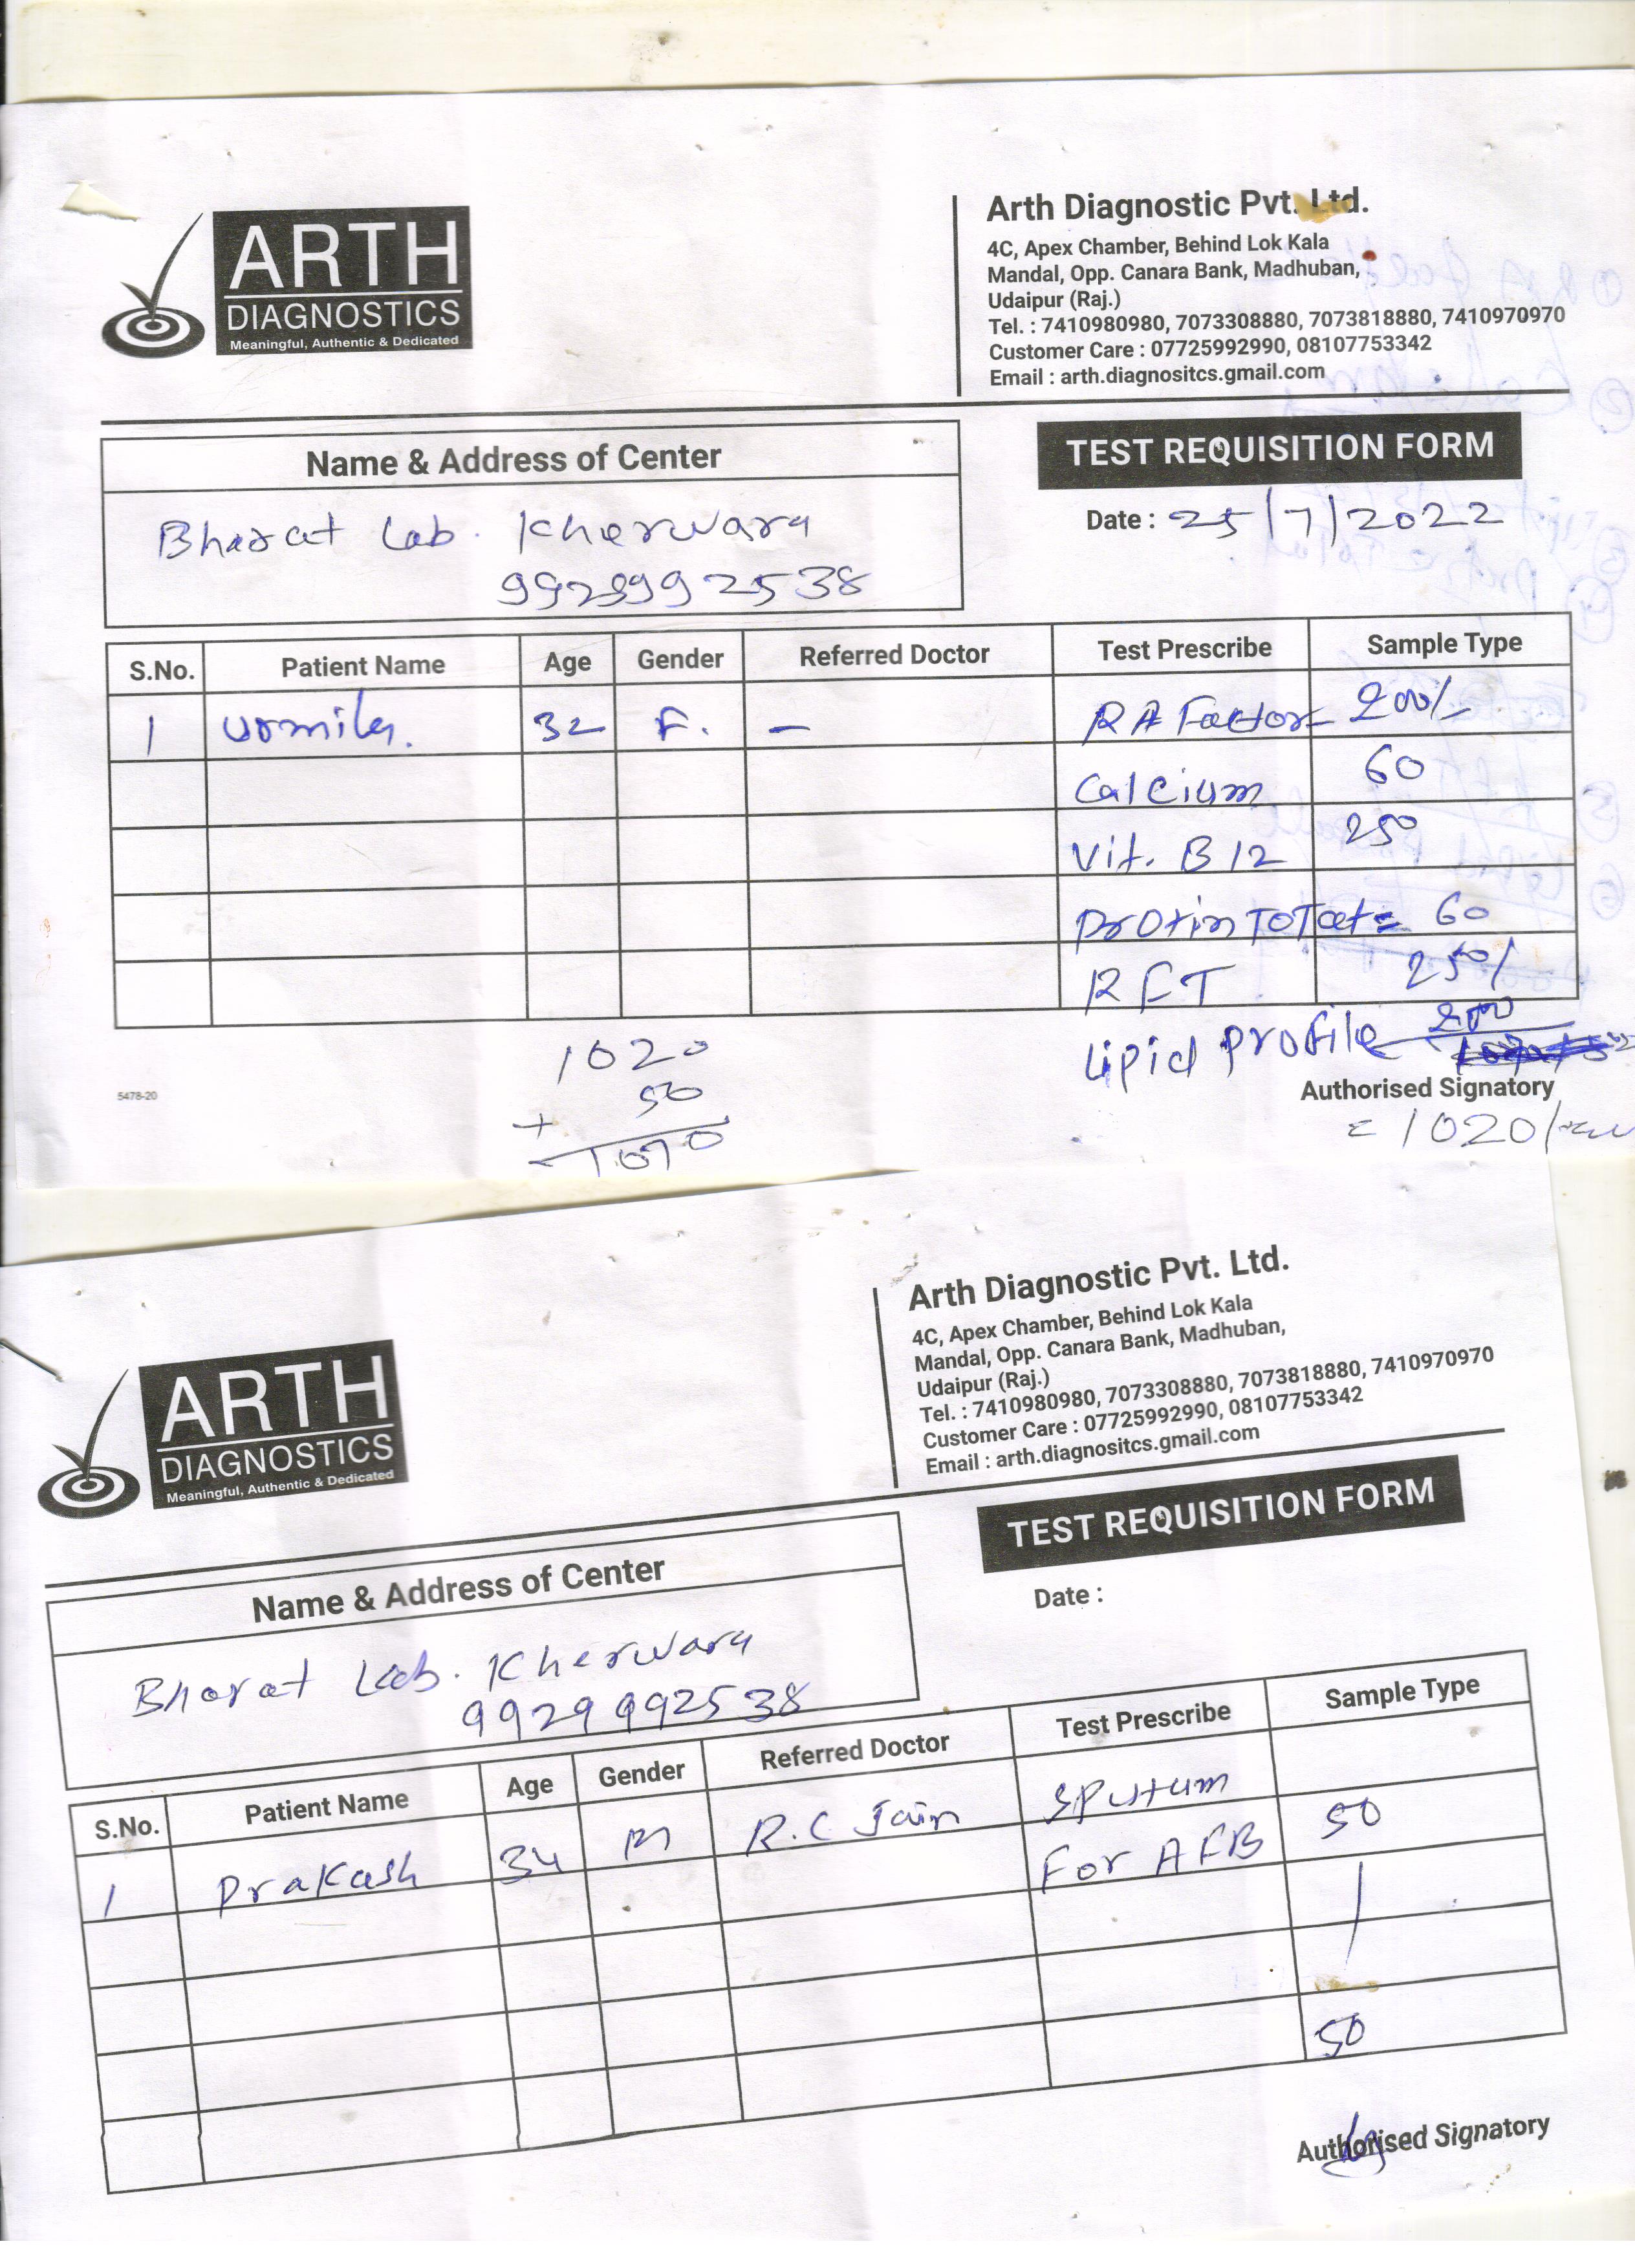 ARTH
DIAGNOSTICS
Meaningful, Authentic & Dedicated
Arth Diagnostic Pvt. Ltd.
4C, Apex Chamber, Behind Lok Kala
Mandal, Opp. Canara Bank, Madhuban,
Udaipur (Raj.)
Tel. : 7410980980, 7073308880, 7073818880, 7410970970
Customer Care : 07725992990, 08107753342
Email : arth.diagnositcs.gmail.com
Name & Address of Center
Bharat Lab. Kherwara
9929992538
TEST REQUISITION FORM
Date : 25/7/2022
S.No. Patient Name Age Gender Referred Doctor Test Prescribe Sample Type
1 urmila. 32 F. - RA Factor- 200/-
Calcium 60
Vit. B12 250
Protin Total = 60
RFT 250/
Lipid Profile 200
Authorised Signatory
= 1020/-
1020
50
+
1070
5478-20
ARTH
DIAGNOSTICS
Meaningful, Authentic & Dedicated
Arth Diagnostic Pvt. Ltd.
4C, Apex Chamber, Behind Lok Kala
Mandal, Opp. Canara Bank, Madhuban,
Udaipur (Raj.)
Tel. : 7410980980, 7073308880, 7073818880, 7410970970
Customer Care : 07725992990, 08107753342
Email : arth.diagnositcs.gmail.com
Name & Address of Center
Bharat Lab. Kherwara
9929992538
TEST REQUISITION FORM
Date :
S.No. Patient Name Age Gender Referred Doctor Test Prescribe Sample Type
1 Prakash 34 M R.C Jain Sputum
For AFB 50
50
Authorised Signatory